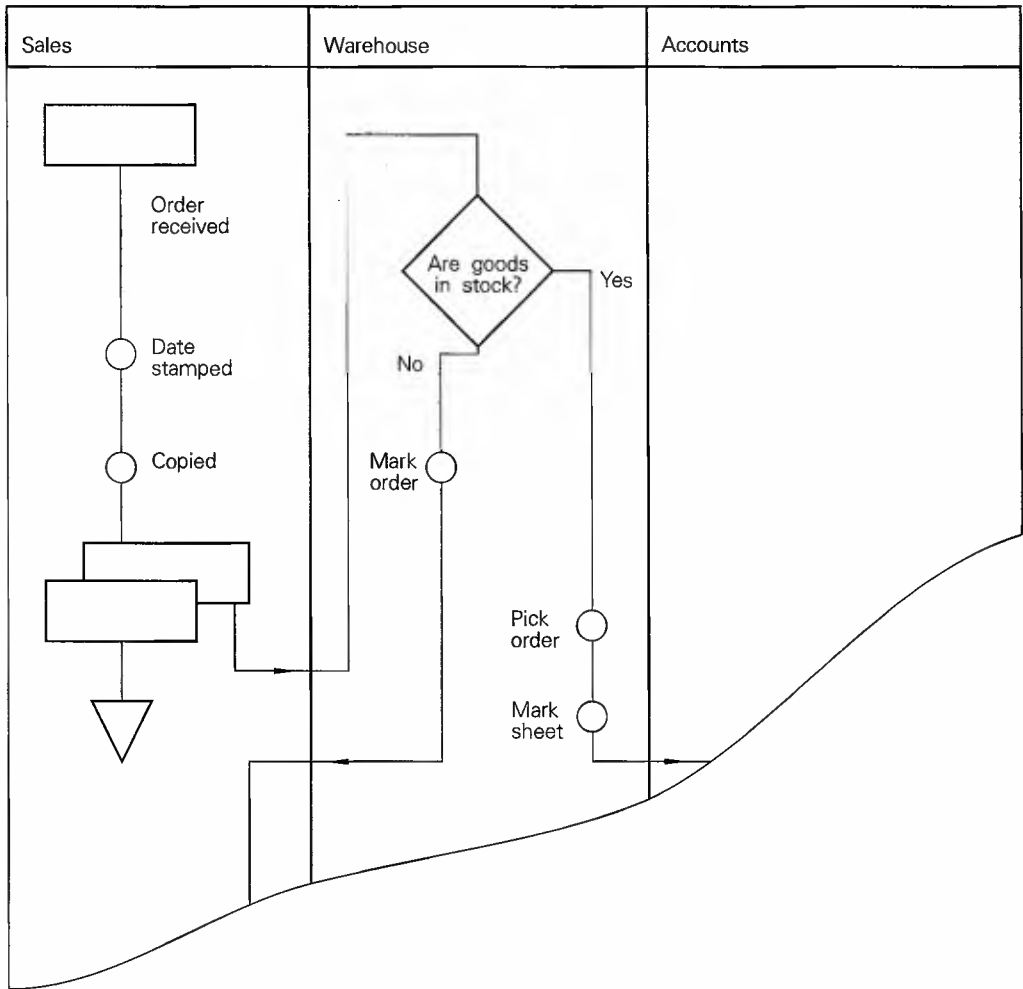 Sales
Warehouse
Accounts
Order
received
Date
stamped
Copied
Are goods
in stock?
Yes
No
Mark
order
Pick
order
Mark
sheet